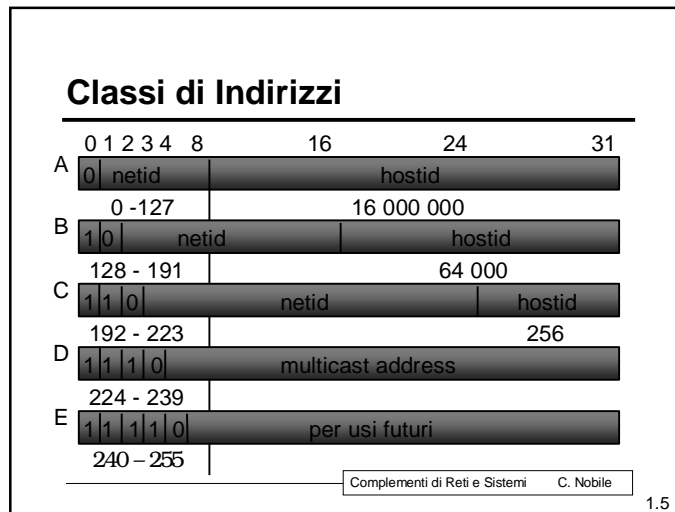 Classi di Indirizzi
0 1 2 3 4 8 16 24 31
A 0 netid hostid
0 -127 16 000 000
B 1 0 netid hostid
128 - 191 64 000
C 1 1 0 netid hostid
192 - 223 256
D 1 1 1 0 multicast address
224 - 239
E 1 1 1 1 0 per usi futuri
240 – 255
Complementi di Reti e Sistemi C. Nobile
1.5